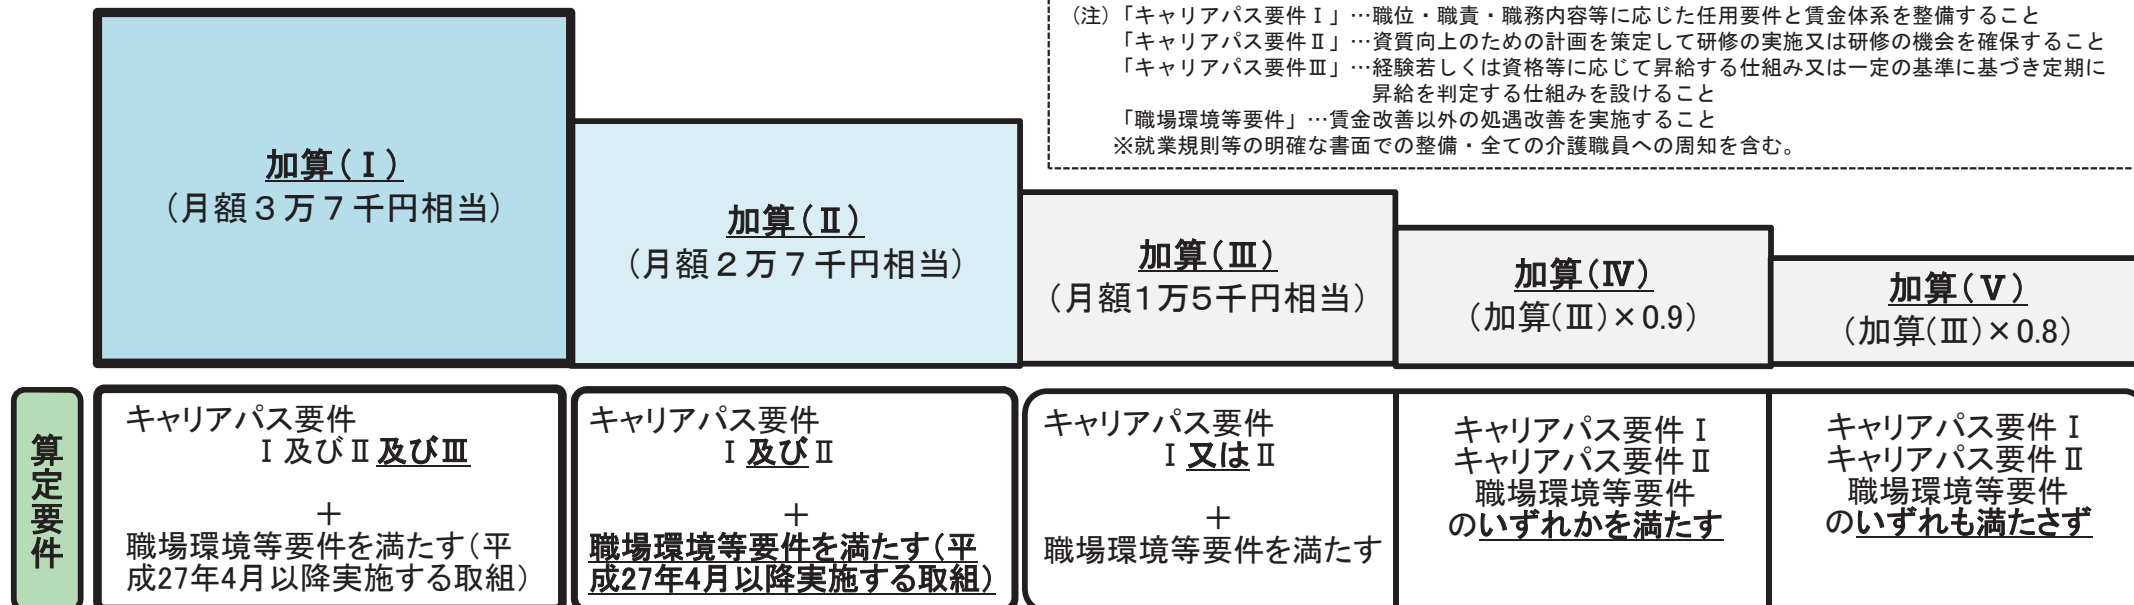 (注)「キャリアパス要件Ⅰ」…職位・職責・職務内容等に応じた任用要件と賃金体系を整備すること
「キャリアパス要件Ⅱ」…資質向上のための計画を策定して研修の実施又は研修の機会を確保すること
「キャリアパス要件Ⅲ」…経験若しくは資格等に応じて昇給する仕組み又は一定の基準に基づき定期に
昇給を判定する仕組みを設けること
「職場環境等要件」…賃金改善以外の処遇改善を実施すること
※就業規則等の明確な書面での整備・全ての介護職員への周知を含む。
加算(Ⅰ)
(月額3万7千円相当)
加算(Ⅱ)
(月額2万7千円相当)
加算(Ⅲ)
(月額1万5千円相当)
加算(Ⅳ)
(加算(Ⅲ)×0.9)
加算(Ⅴ)
(加算(Ⅲ)×0.8)
算定要件
キャリアパス要件
Ⅰ及びⅡ及びⅢ
+
職場環境等要件を満たす(平
成27年4月以降実施する取組)
キャリアパス要件
Ⅰ及びⅡ
+
職場環境等要件を満たす(平
成27年4月以降実施する取組)
キャリアパス要件
Ⅰ又はⅡ
+
職場環境等要件を満たす
キャリアパス要件Ⅰ
キャリアパス要件Ⅱ
職場環境等要件
のいずれかを満たす
キャリアパス要件Ⅰ
キャリアパス要件Ⅱ
職場環境等要件
のいずれも満たさず